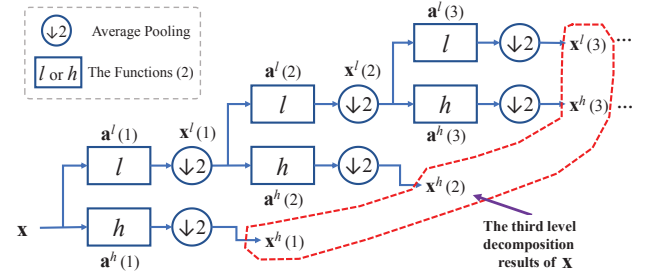 ↓2 Average Pooling
l or h The Functions (2)
a^l(3)
l ↓2 x^l(3) ...
a^l(2) x^l(2)
l ↓2 h ↓2 x^h(3) ...
a^h(3)
a^l(1) x^l(1)
l ↓2 h ↓2 x^h(2)
a^h(2)
x h ↓2 x^h(1)
a^h(1)
The third level
decomposition
results of x